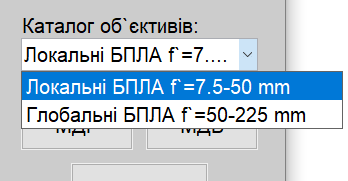 Каталог об`єктивів:
Локальні БПЛА f`=7....
Локальні БПЛА f`=7.5-50 mm
Глобальні БПЛА f`=50-225 mm